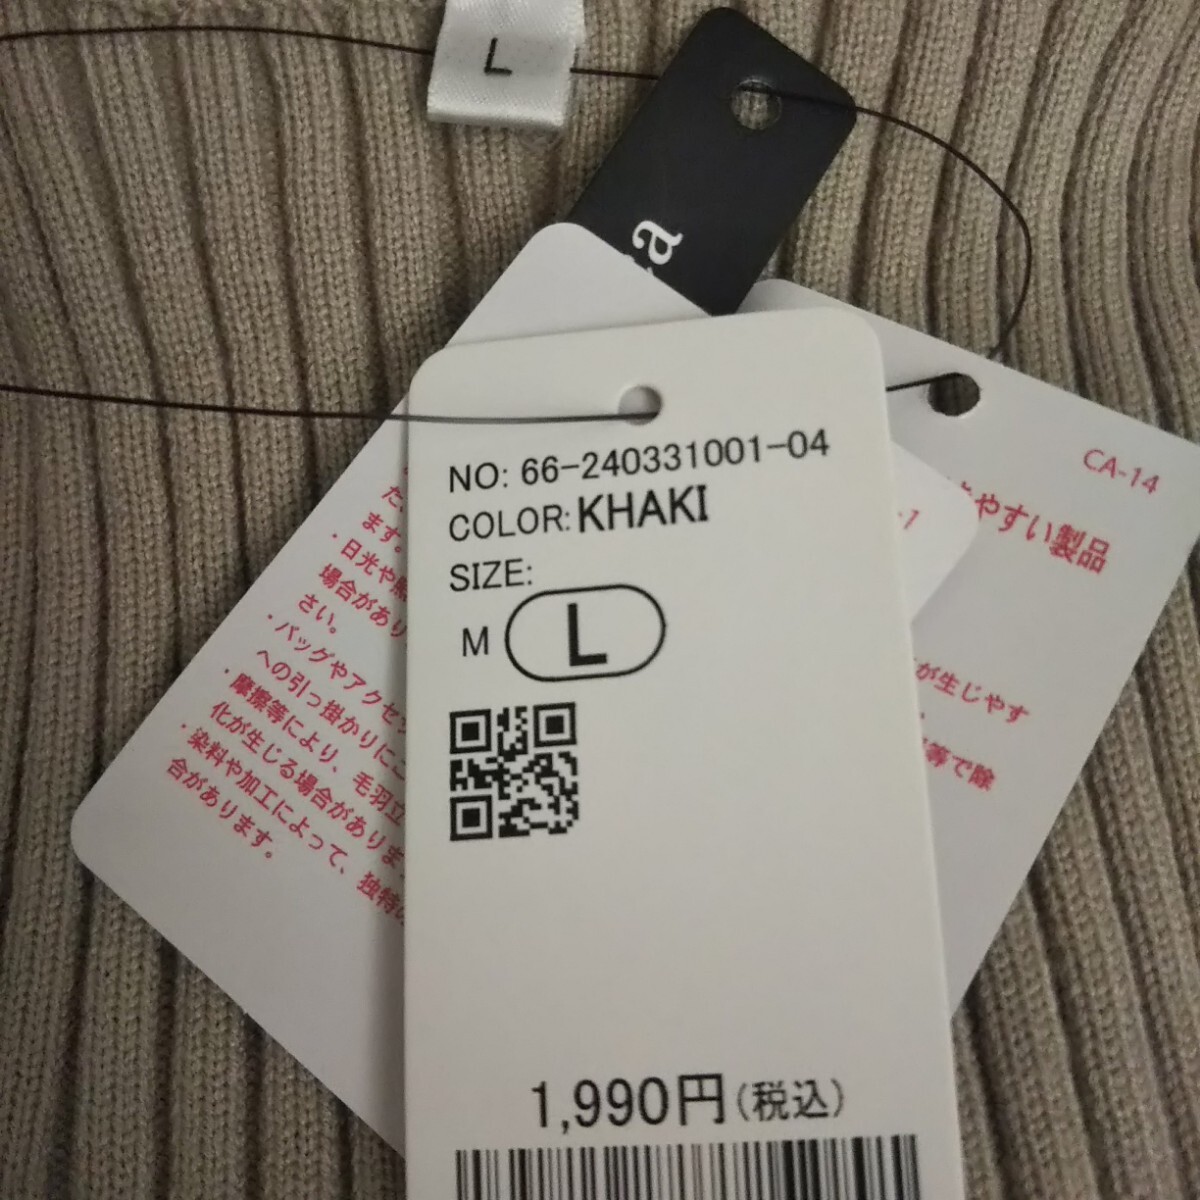 L
a
NO: 66-240331001-04
COLOR: KHAKI
SIZE:
M L
1,990円(税込)
CA-14
やすい製品
が生じやす
等で除
-1
た、
ます。
・日光や
場合があり
さい。
・バッグやアクセ
への引っ掛かりにご
・摩擦等により、毛羽立
化が生じる場合がありま
・染料や加工によって、独特の
合があります。